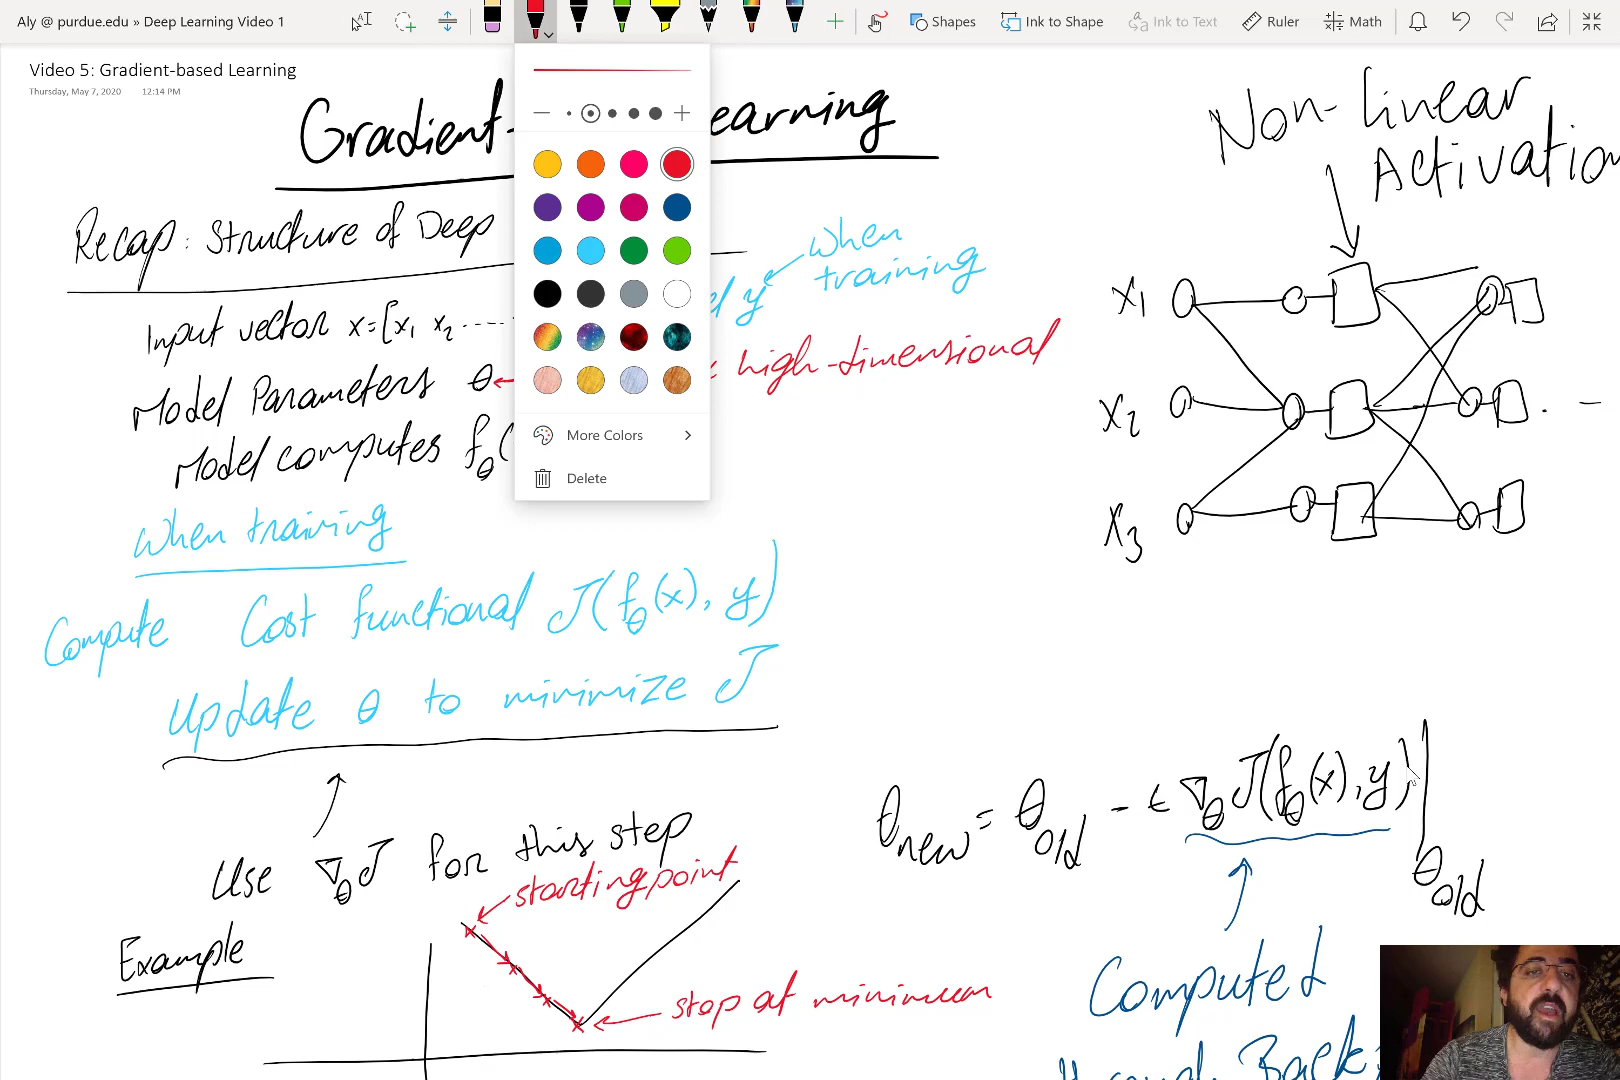 Aly @ purdue.edu » Deep Learning Video 1
Shapes
Ink to Shape
Ink to Text
Ruler
Math
Video 5: Gradient-based Learning
Thursday, May 7, 2020 12:14 PM
Gradient- earning
Recap: Structure of Deep
Input vector x=[x1 x2 ----
Model Parameters θ
Model computes fθ(
y
when
training
high-dimensional
More Colors
Delete
when training
Compute Cost functional J(fθ(x), y)
Update θ to minimize J
Use ∇θJ for this step
Example
starting point
stop at minimum
Non-linear
Activation
x1
x2
x3
θnew = θold - ϵ ∇θ J(fθ(x), y)|θold
Computed